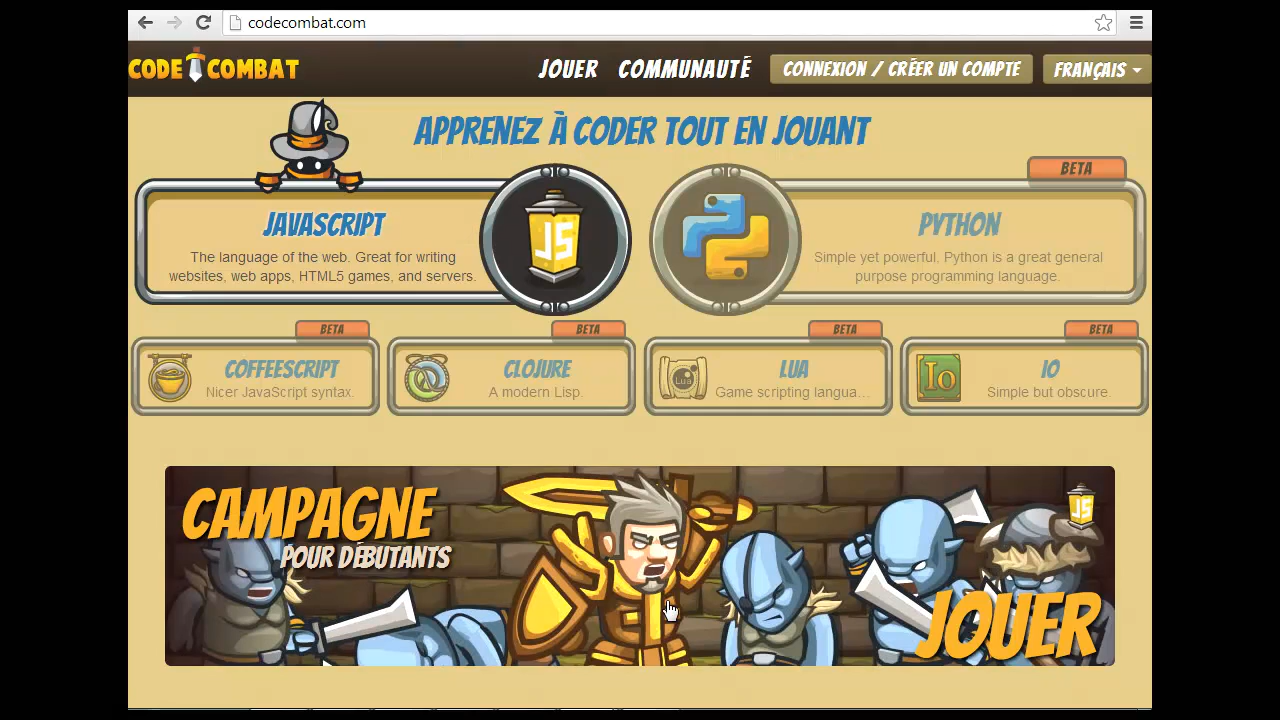 codecombat.com
CODE COMBAT
JOUER
COMMUNAUTÉ
CONNEXION / CRÉER UN COMPTE
FRANÇAIS
APPRENEZ À CODER TOUT EN JOUANT
JAVASCRIPT
The language of the web. Great for writing
websites, web apps, HTML5 games, and servers.
JS
BETA
PYTHON
Simple yet powerful, Python is a great general
purpose programming language.
BETA
COFFEESCRIPT
Nicer JavaScript syntax.
BETA
CLOJURE
A modern Lisp.
BETA
Lua
LUA
Game scripting langua...
BETA
Io
IO
Simple but obscure.
CAMPAGNE
POUR DÉBUTANTS
JS
JOUER